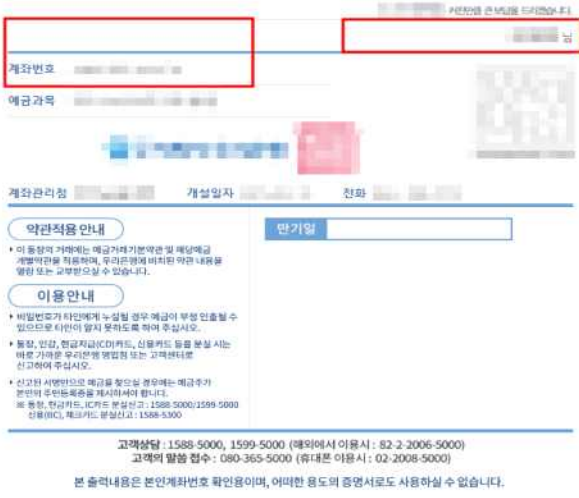 커진만큼 큰 보답을 드리겠습니다.
님
계좌번호
예금과목
계좌관리점 개설일자 전화
약관적용안내
만기일
이 통장의 거래에는 예금거래기본약관 및 해당예금
개별약관을 적용하며, 우리은행에 비치된 약관 내용을
열람 또는 교부받으실 수 있습니다.
이용안내
비밀번호가 타인에게 누설될 경우 예금이 부정 인출될 수
있으므로 타인이 알지 못하도록 하여 주십시오.
통장, 인감, 현금지급(CD)카드, 신용카드 등을 분실 시는
바로 가까운 우리은행 영업점 또는 고객센터로
신고하여 주십시오.
신고된 서명만으로 예금을 찾으실 경우에는 예금주가
본인의 주민등록증을 제시하셔야 합니다.
※ 통장, 현금카드, IC카드 분실신고 : 1588-5000/1599-5000
신용(BC), 체크카드 분실신고 : 1588-5300
고객상담 : 1588-5000, 1599-5000 (해외에서 이용시 : 82-2-2006-5000)
고객의 말씀 접수 : 080-365-5000 (휴대폰 이용시 : 02-2008-5000)
본 출력내용은 본인계좌번호 확인용이며, 어떠한 용도의 증명서로도 사용하실 수 없습니다.